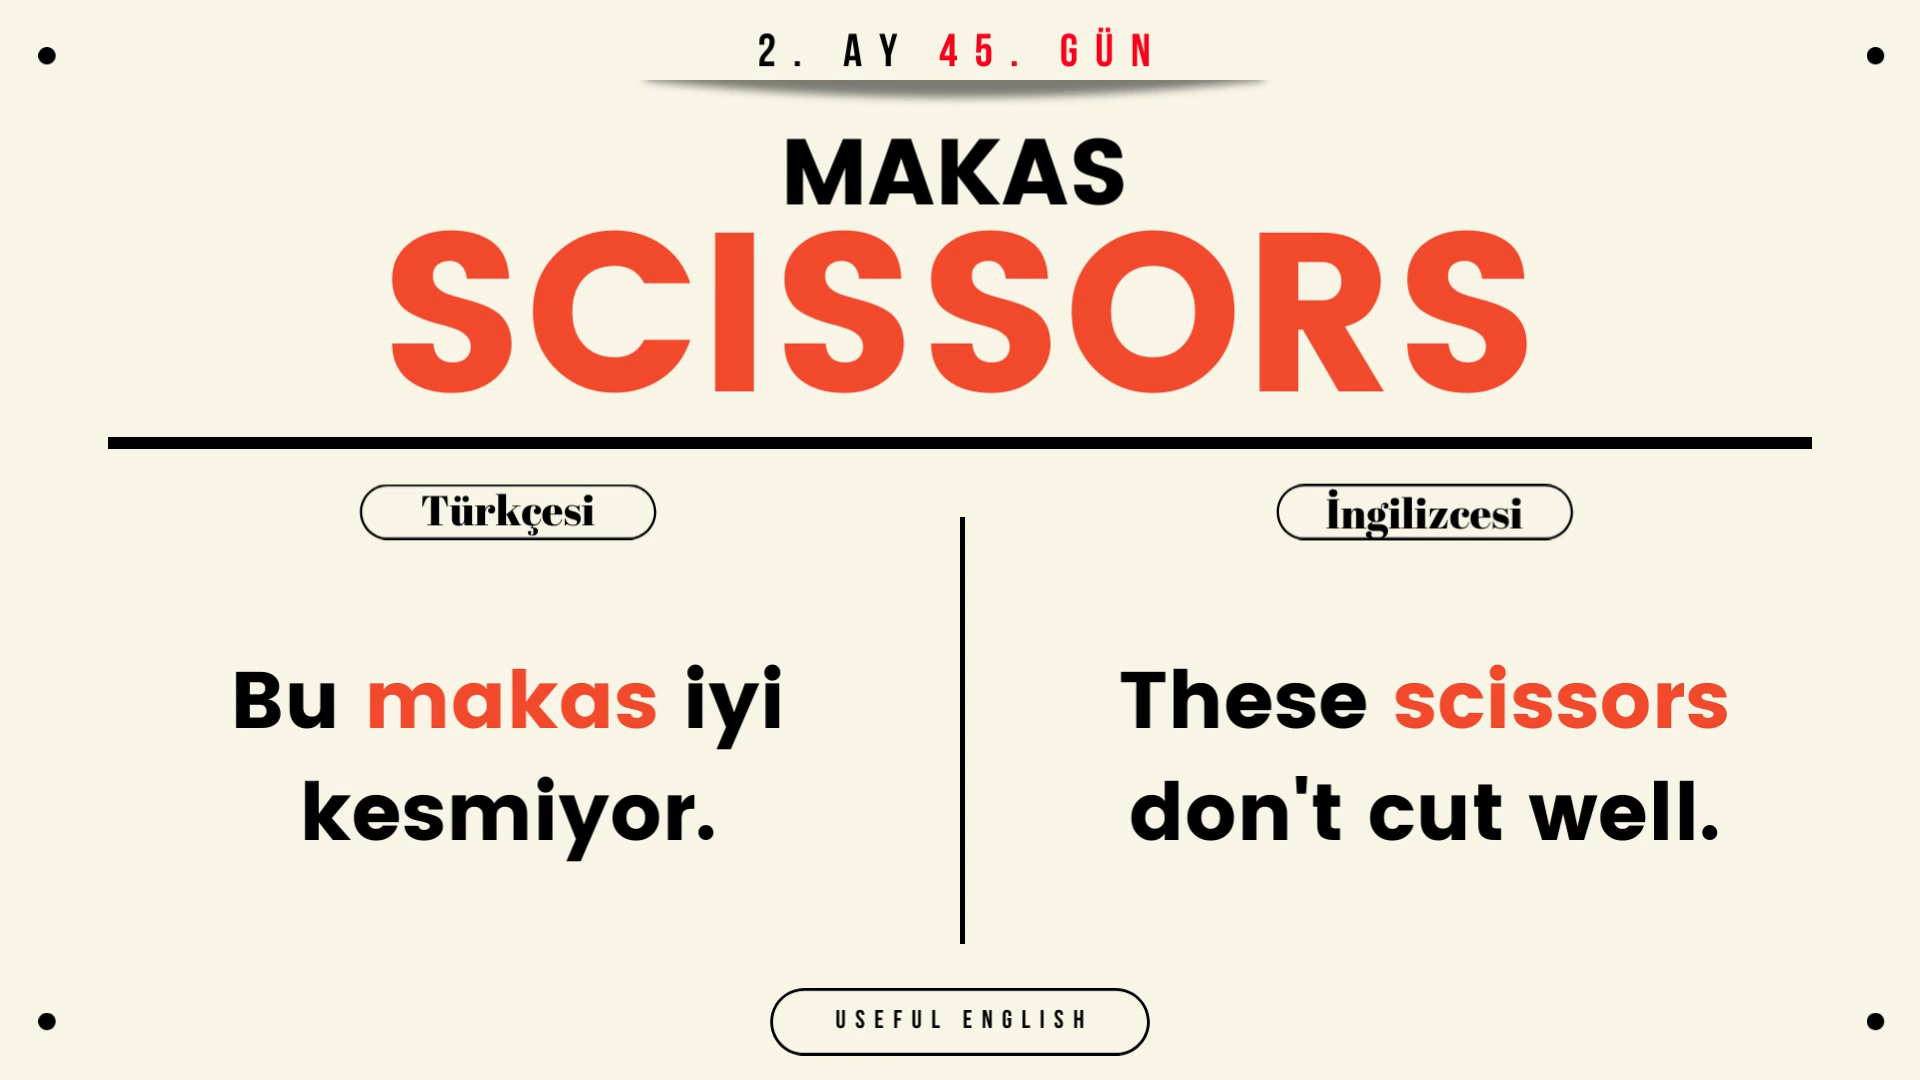 2. AY 45. GÜN
MAKAS
SCISSORS
Türkçesi
Bu makas iyi
kesmiyor.
İngilizcesi
These scissors
don't cut well.
USEFUL ENGLISH